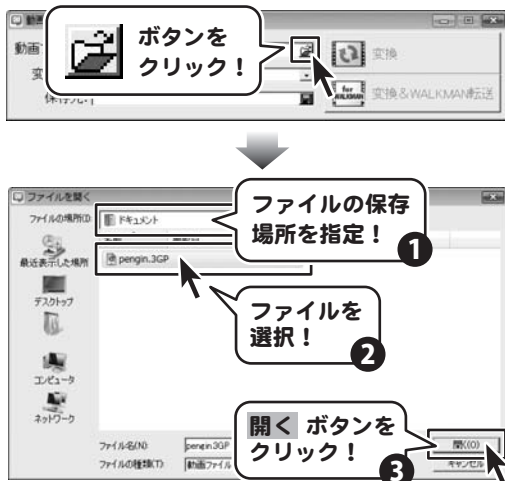 ボタンを
クリック！
動画
変
保存先
変換
for WALKMAN
変換&WALKMAN転送
ファイルを開く
ファイルの場所(I)
ドキュメント
ファイルの保存
場所を指定！
1
最近表示した場所
pengin.3GP
ファイルを
選択！
2
デスクトップ
コンピュータ
ネットワーク
ファイル名(N):
pengin.3GP
ファイルの種類(T):
動画ファイル
開く ボタンを
クリック！
3
開く(O)
キャンセル